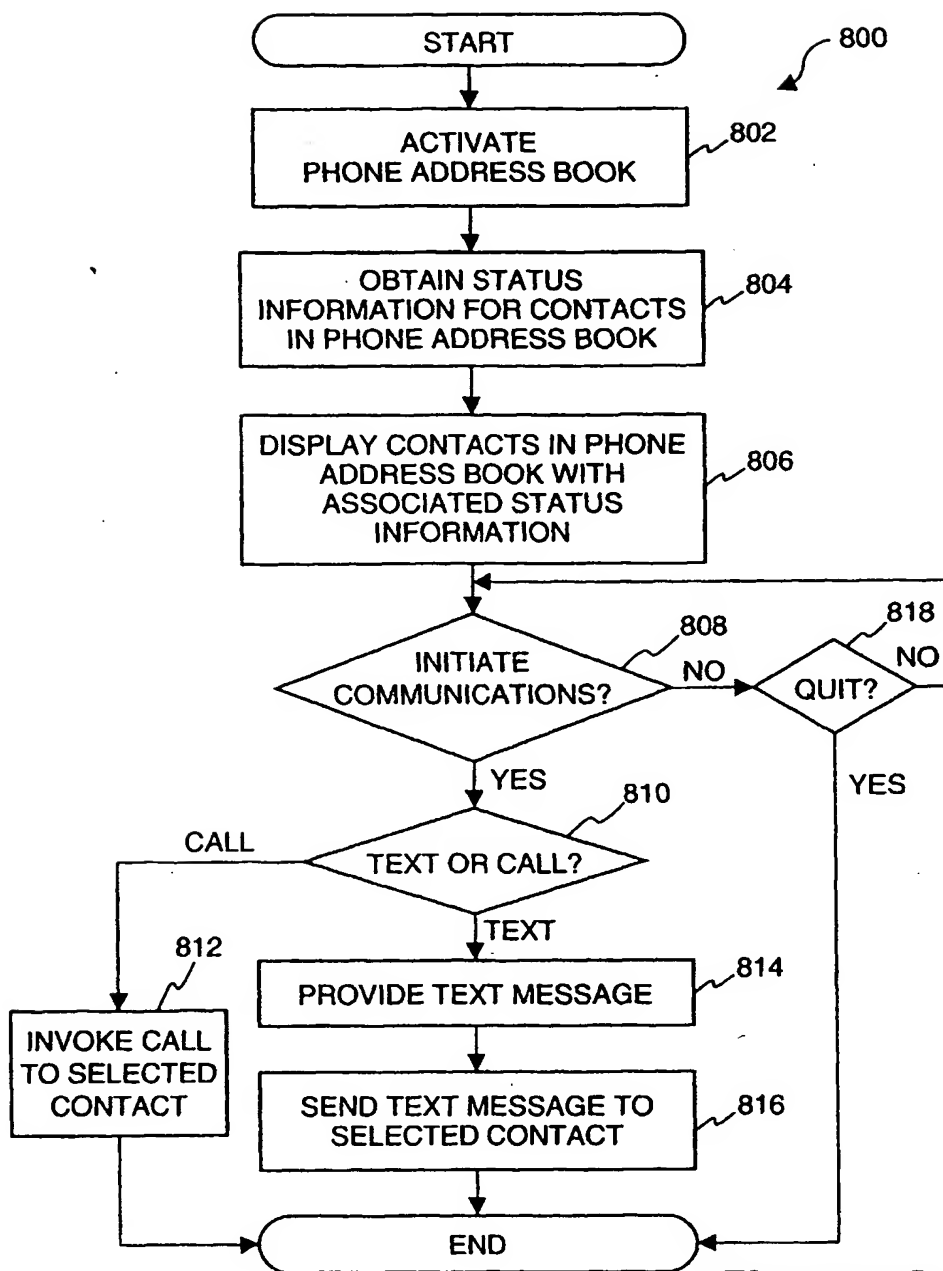 START
800
ACTIVATE
PHONE ADDRESS BOOK
802
OBTAIN STATUS
INFORMATION FOR CONTACTS
IN PHONE ADDRESS BOOK
804
DISPLAY CONTACTS IN PHONE
ADDRESS BOOK WITH
ASSOCIATED STATUS
INFORMATION
806
INITIATE
COMMUNICATIONS?
808
NO
818
QUIT?
NO
YES
YES
810
TEXT OR CALL?
CALL
TEXT
812
INVOKE CALL
TO SELECTED
CONTACT
PROVIDE TEXT MESSAGE
814
SEND TEXT MESSAGE TO
SELECTED CONTACT
816
END